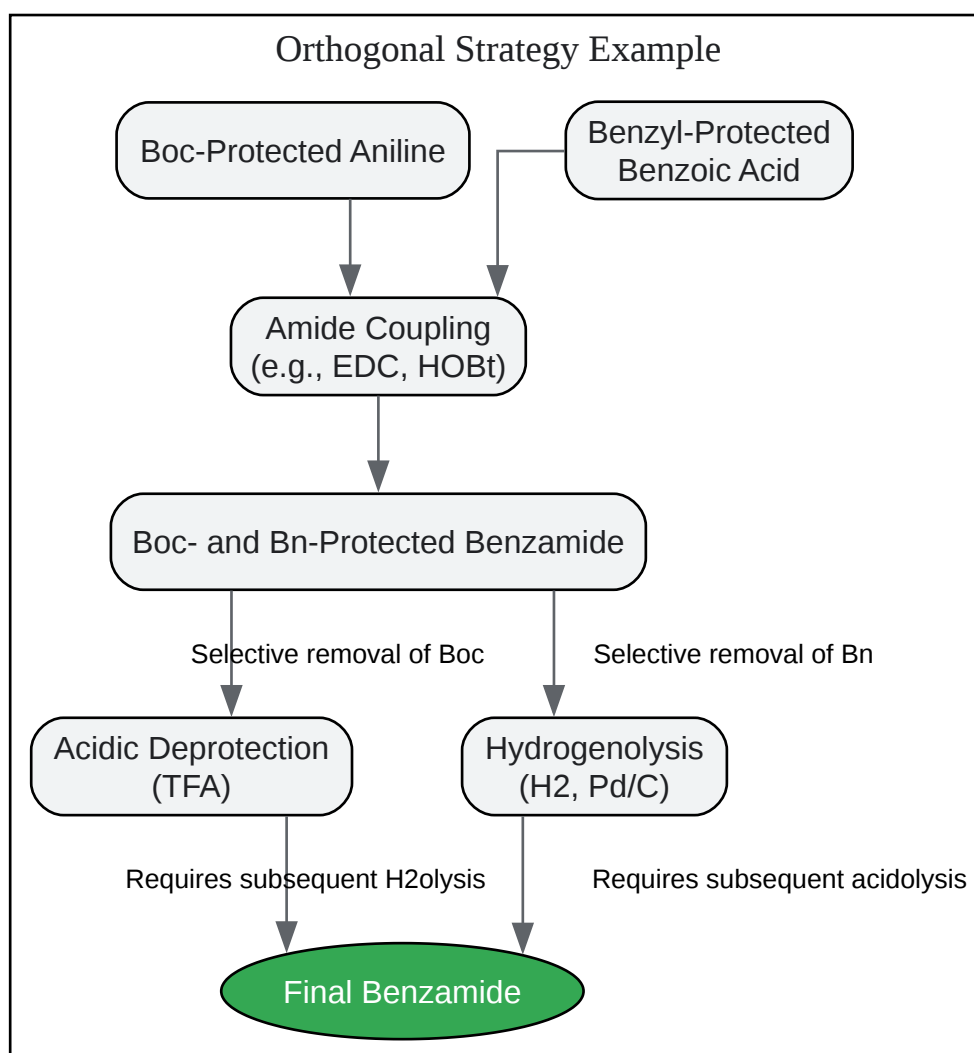 Orthogonal Strategy Example
Boc-Protected Aniline
Benzyl-Protected
Benzoic Acid
Amide Coupling
(e.g., EDC, HOBt)
Boc- and Bn-Protected Benzamide
Selective removal of Boc
Selective removal of Bn
Acidic Deprotection
(TFA)
Hydrogenolysis
(H2, Pd/C)
Requires subsequent H2olysis
Requires subsequent acidolysis
Final Benzamide